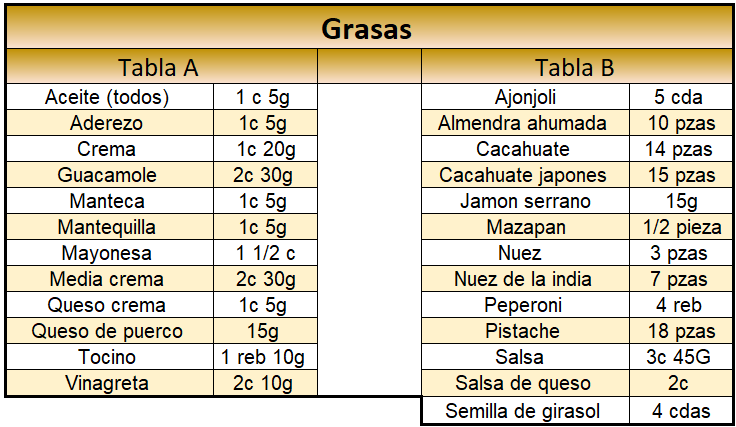 Grasas
Tabla A Tabla B
Aceite (todos) 1 c 5g Ajonjoli 5 cda
Aderezo 1c 5g Almendra ahumada 10 pzas
Crema 1c 20g Cacahuate 14 pzas
Guacamole 2c 30g Cacahuate japones 15 pzas
Manteca 1c 5g Jamon serrano 15g
Mantequilla 1c 5g Mazapan 1/2 pieza
Mayonesa 1 1/2 c Nuez 3 pzas
Media crema 2c 30g Nuez de la india 7 pzas
Queso crema 1c 5g Peperoni 4 reb
Queso de puerco 15g Pistache 18 pzas
Tocino 1 reb 10g Salsa 3c 45G
Vinagreta 2c 10g Salsa de queso 2c
Semilla de girasol 4 cdas